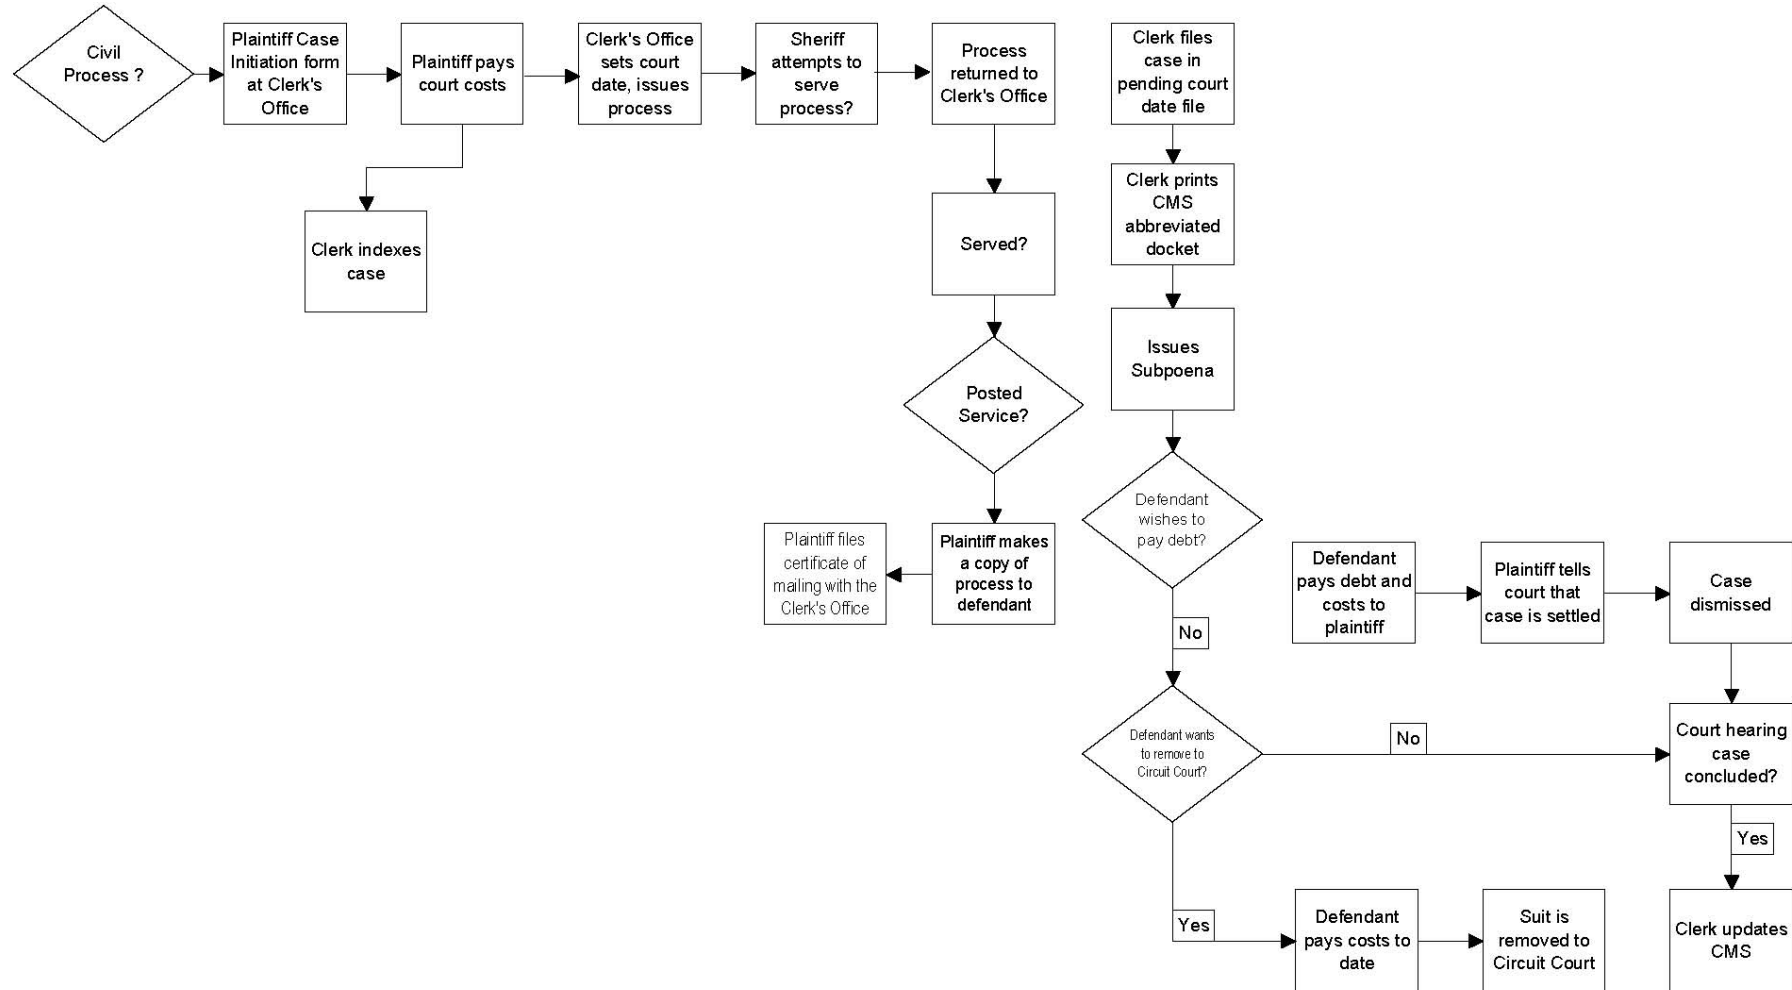 Civil
Process ?
Plaintiff Case
Initiation form
at Clerk's
Office
Plaintiff pays
court costs
Clerk's Office
sets court
date, issues
process
Sheriff
attempts to
serve
process?
Process
returned to
Clerk's Office
Clerk files
case in
pending court
date file
Clerk indexes
case
Served?
Clerk prints
CMS
abbreviated
docket
Issues
Subpoena
Posted
Service?
Defendant
wishes to
pay debt?
Plaintiff files
certificate of
mailing with the
Clerk's Office
Plaintiff makes
a copy of
process to
defendant
Defendant
pays debt and
costs to
plaintiff
Plaintiff tells
court that
case is settled
Case
dismissed
No
Defendant wants
to remove to
Circuit Court?
No
Court hearing
case
concluded?
Yes
Yes
Defendant
pays costs to
date
Suit is
removed to
Circuit Court
Clerk updates
CMS